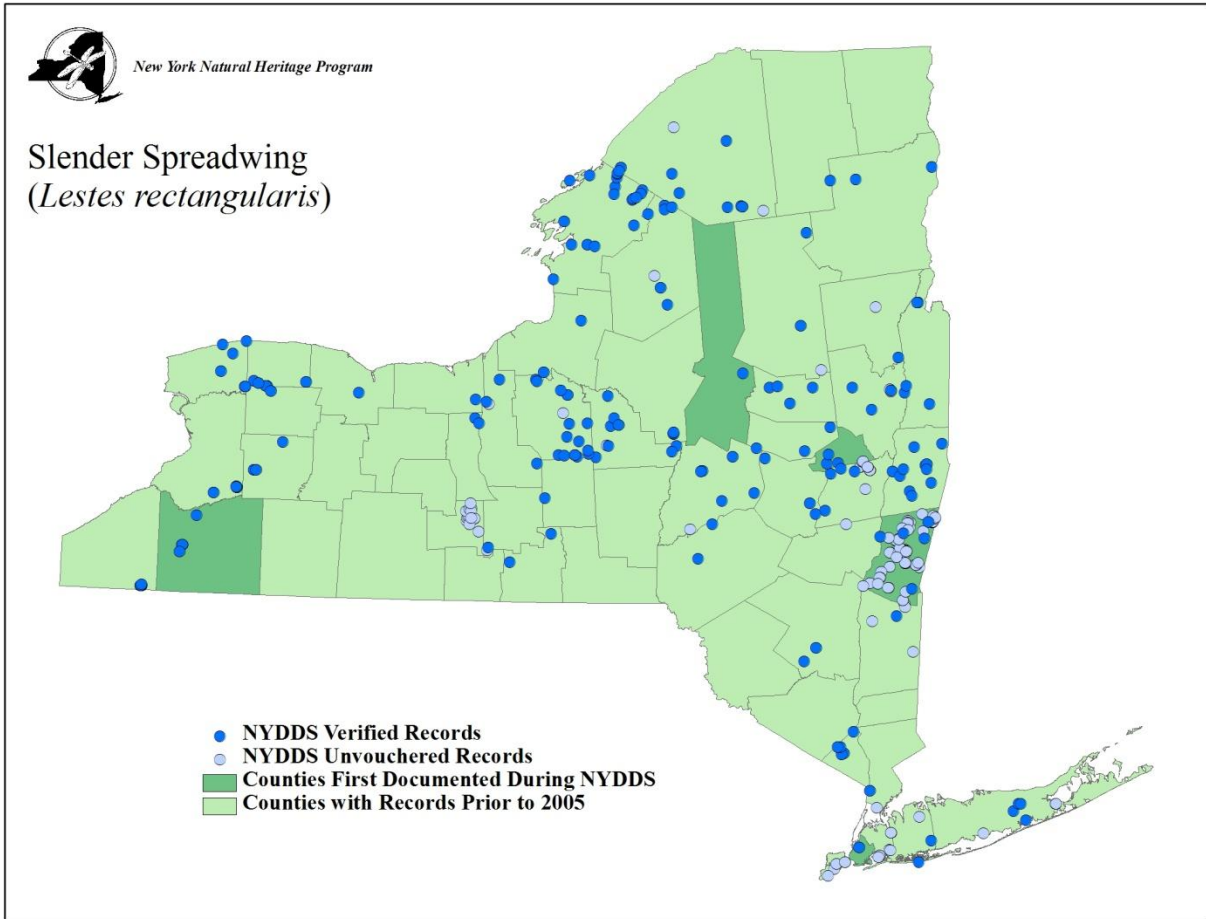 New York Natural Heritage Program
Slender Spreadwing
(Lestes rectangularis)
NYDDS Verified Records
NYDDS Unvouchered Records
Counties First Documented During NYDDS
Counties with Records Prior to 2005